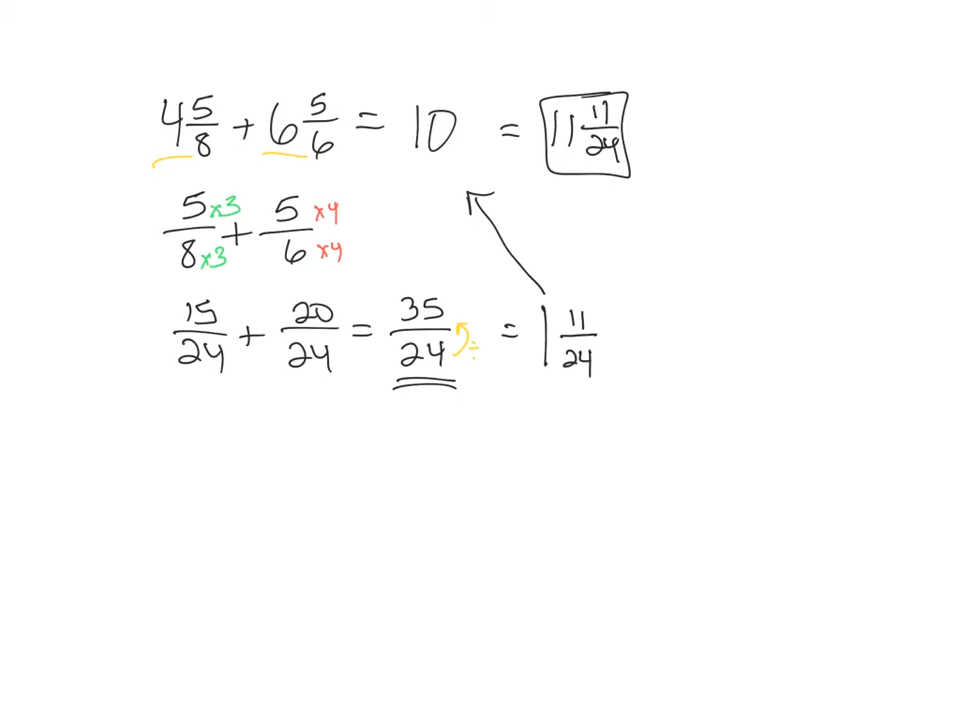 4 5/8 + 6 5/6 = 10 = 11 11/24
5×3/8×3 + 5×4/6×4
15/24 + 20/24 = 35/24 ÷ = 1 11/24